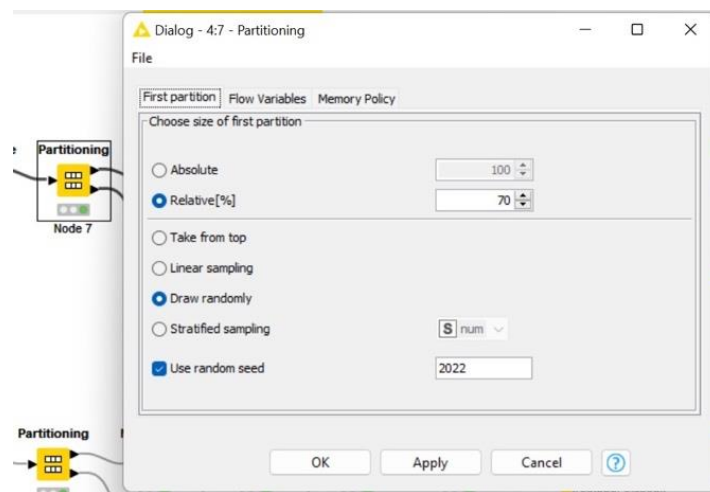 Dialog - 4:7 - Partitioning
File
First partition Flow Variables Memory Policy
Choose size of first partition
Partitioning
Absolute 100
Relative[%] 70
Node 7
Take from top
Linear sampling
Draw randomly
Stratified sampling S num
Use random seed 2022
Partitioning
OK Apply Cancel ?